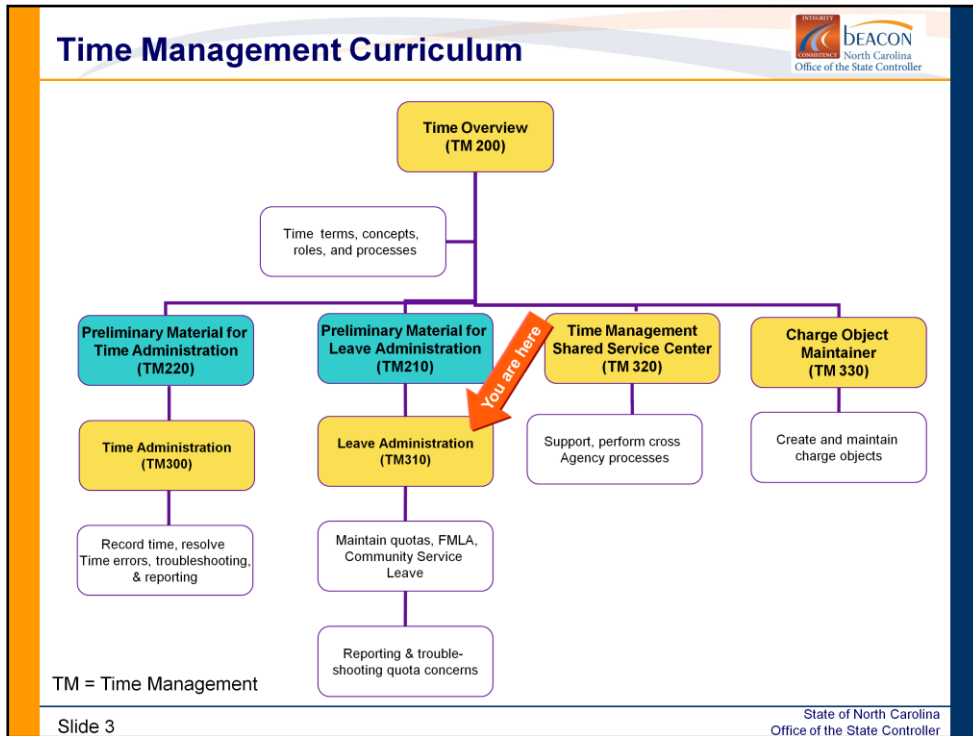 Time Management Curriculum
INTEGRITY
CONSISTENCY
bEACON
North Carolina
Office of the State Controller
Time Overview
(TM 200)
Time terms, concepts,
roles, and processes
Preliminary Material for
Time Administration
(TM220)
Preliminary Material for
Leave Administration
(TM210)
You are here
Time Management
Shared Service Center
(TM 320)
Charge Object
Maintainer
(TM 330)
Time Administration
(TM300)
Leave Administration
(TM310)
Support, perform cross
Agency processes
Create and maintain
charge objects
Record time, resolve
Time errors, troubleshooting,
& reporting
Maintain quotas, FMLA,
Community Service
Leave
Reporting & trouble-
shooting quota concerns
TM = Time Management
Slide 3
State of North Carolina
Office of the State Controller